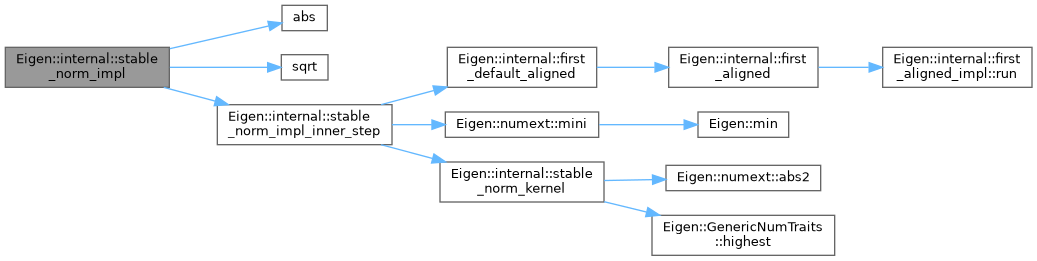 Eigen::internal::stable
_norm_impl
abs
sqrt
Eigen::internal::stable
_norm_impl_inner_step
Eigen::internal::first
_default_aligned
Eigen::internal::first
_aligned
Eigen::internal::first
_aligned_impl::run
Eigen::numext::mini
Eigen::min
Eigen::internal::stable
_norm_kernel
Eigen::numext::abs2
Eigen::GenericNumTraits
::highest